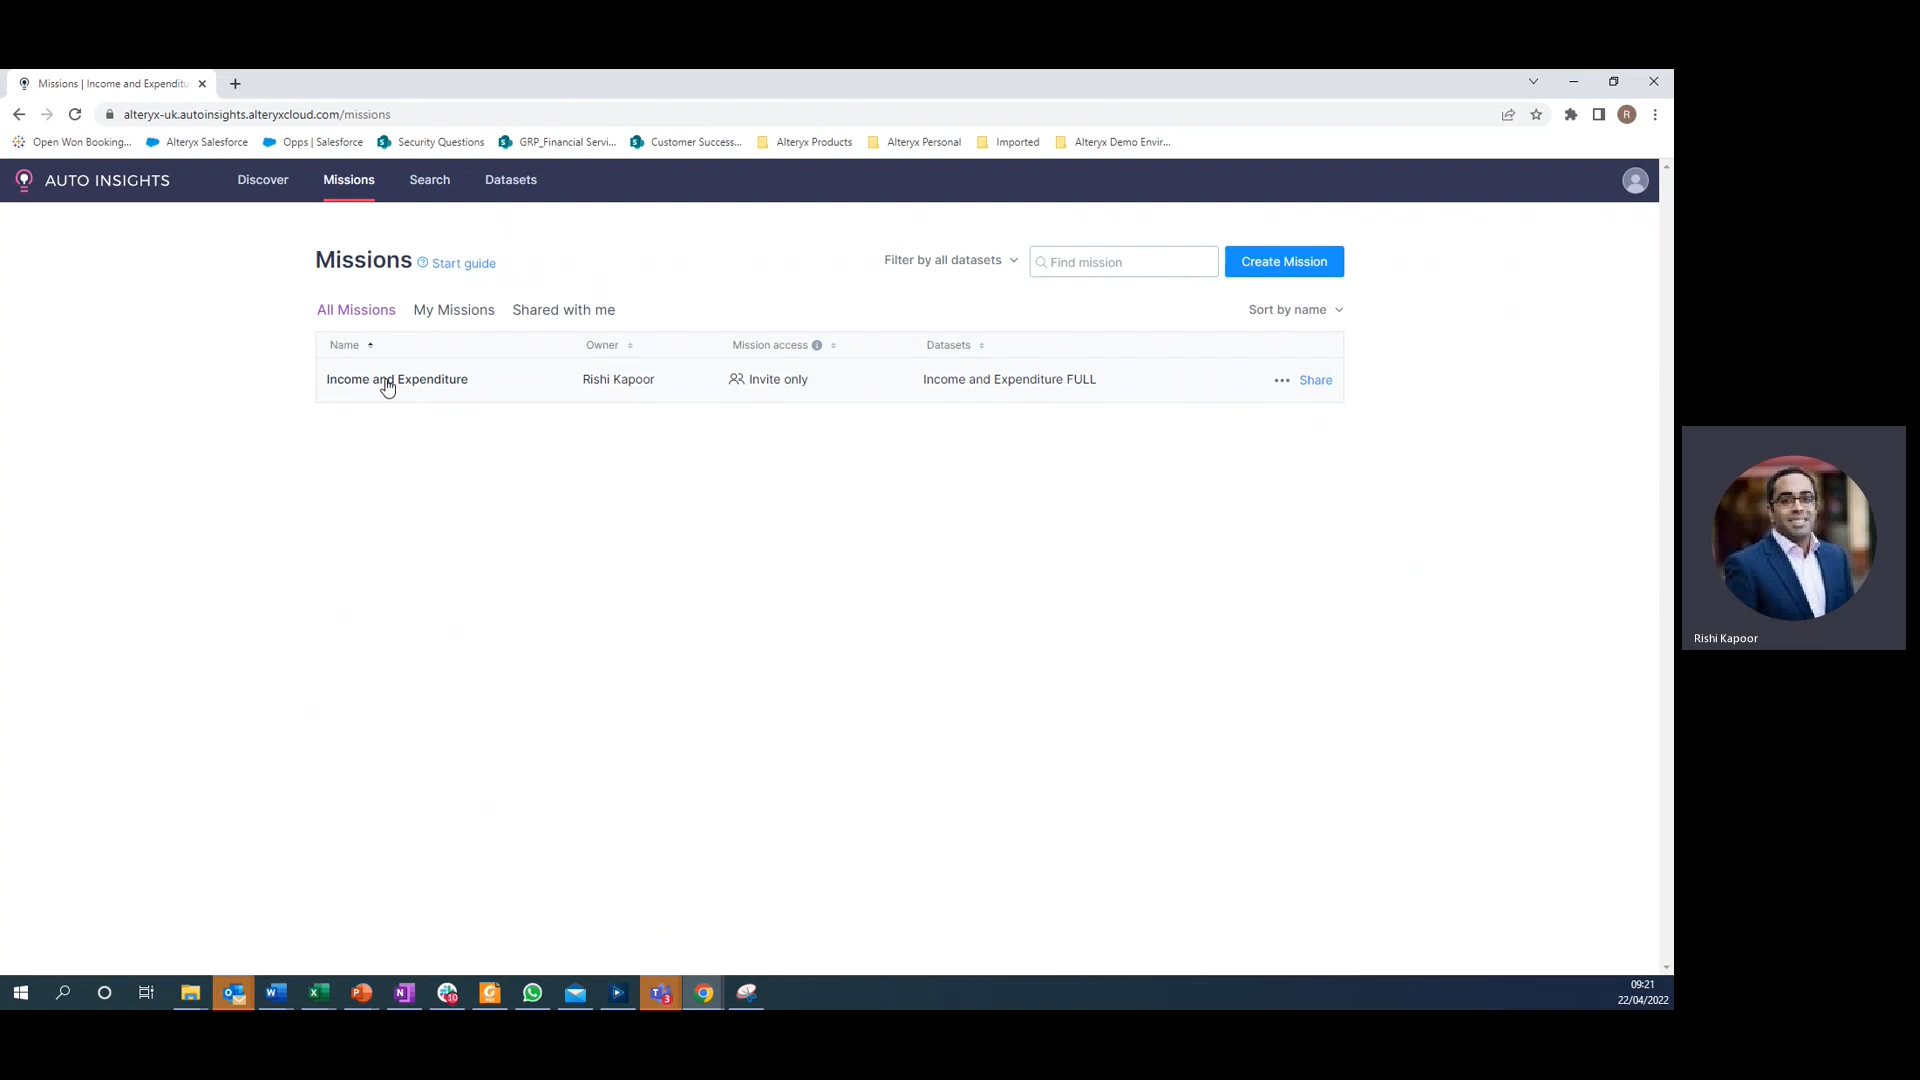 Missions | Income and Expenditu
alteryx-uk.autoinsights.alteryxcloud.com/missions
R
Open Won Booking...
Alteryx Salesforce
Opps | Salesforce
Security Questions
GRP_Financial Servi...
Customer Success...
Alteryx Products
Alteryx Personal
Imported
Alteryx Demo Envir...
AUTO INSIGHTS
Discover
Missions
Search
Datasets
Missions
Start guide
Filter by all datasets
Find mission
Create Mission
All Missions
My Missions
Shared with me
Sort by name
Name
Owner
Mission access
Datasets
Income and Expenditure
Rishi Kapoor
Invite only
Income and Expenditure FULL
Share
Rishi Kapoor
10
3
09:21
22/04/2022